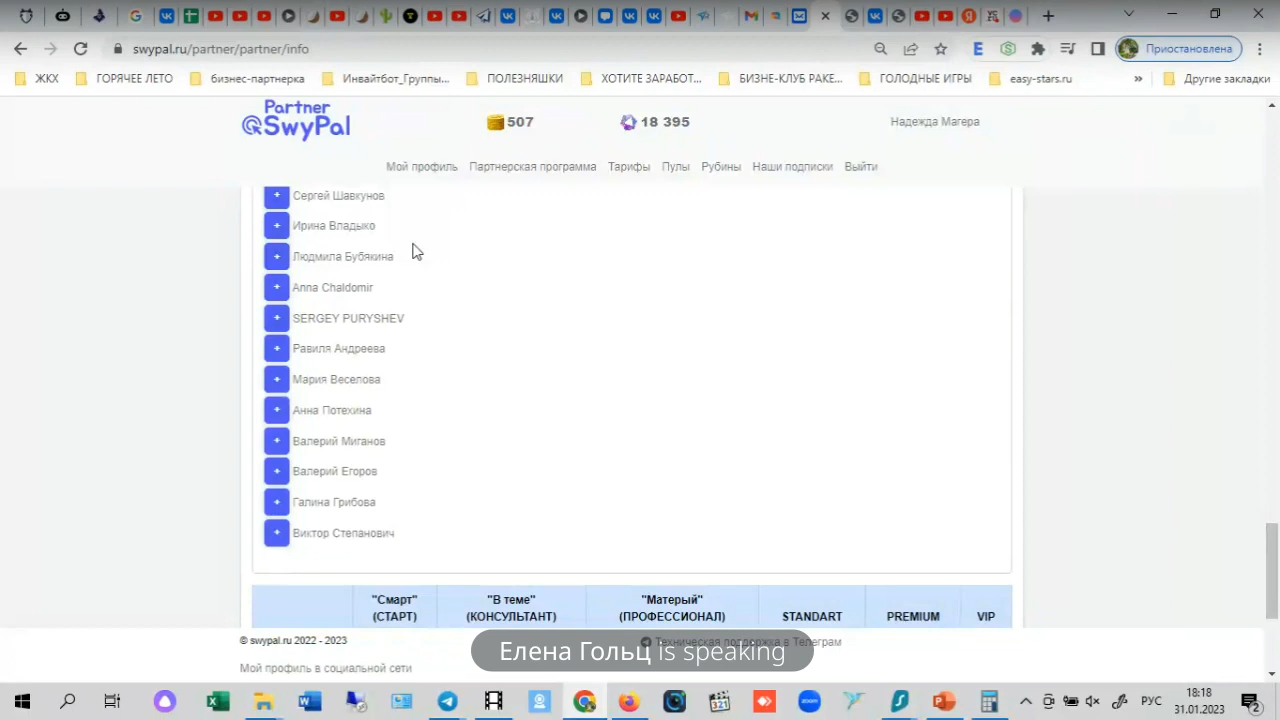 swypal.ru/partner/partner/info
Приостановлена
ЖКХ
ГОРЯЧЕЕ ЛЕТО
бизнес-партнерка
Инвайтбот_Группы...
ПОЛЕЗНЯШКИ
ХОТИТЕ ЗАРАБОТ...
БИЗНЕ-КЛУБ РАКЕ...
ГОЛОДНЫЕ ИГРЫ
easy-stars.ru
»
Другие закладки
Partner
SwyPal
507
18 395
Надежда Магера
Мой профиль
Партнерская программа
Тарифы
Пулы
Рубины
Наши подписки
Выйти
+ Сергей Шавкунов
+ Ирина Владыко
+ Людмила Бубякина
+ Anna Chaldomir
+ SERGEY PURYSHEV
+ Равиля Андреева
+ Мария Веселова
+ Анна Потехина
+ Валерий Миганов
+ Валерий Егоров
+ Галина Грибова
+ Виктор Степанович
"Смарт"
(СТАРТ)
"В теме"
(КОНСУЛЬТАНТ)
"Матерый"
(ПРОФЕССИОНАЛ)
STANDART
PREMIUM
VIP
© swypal.ru 2022 - 2023
Техническая поддержка в Телеграм
Елена Гольц is speaking
Мой профиль в социальной сети
РУС
18:18
31.01.2023
2